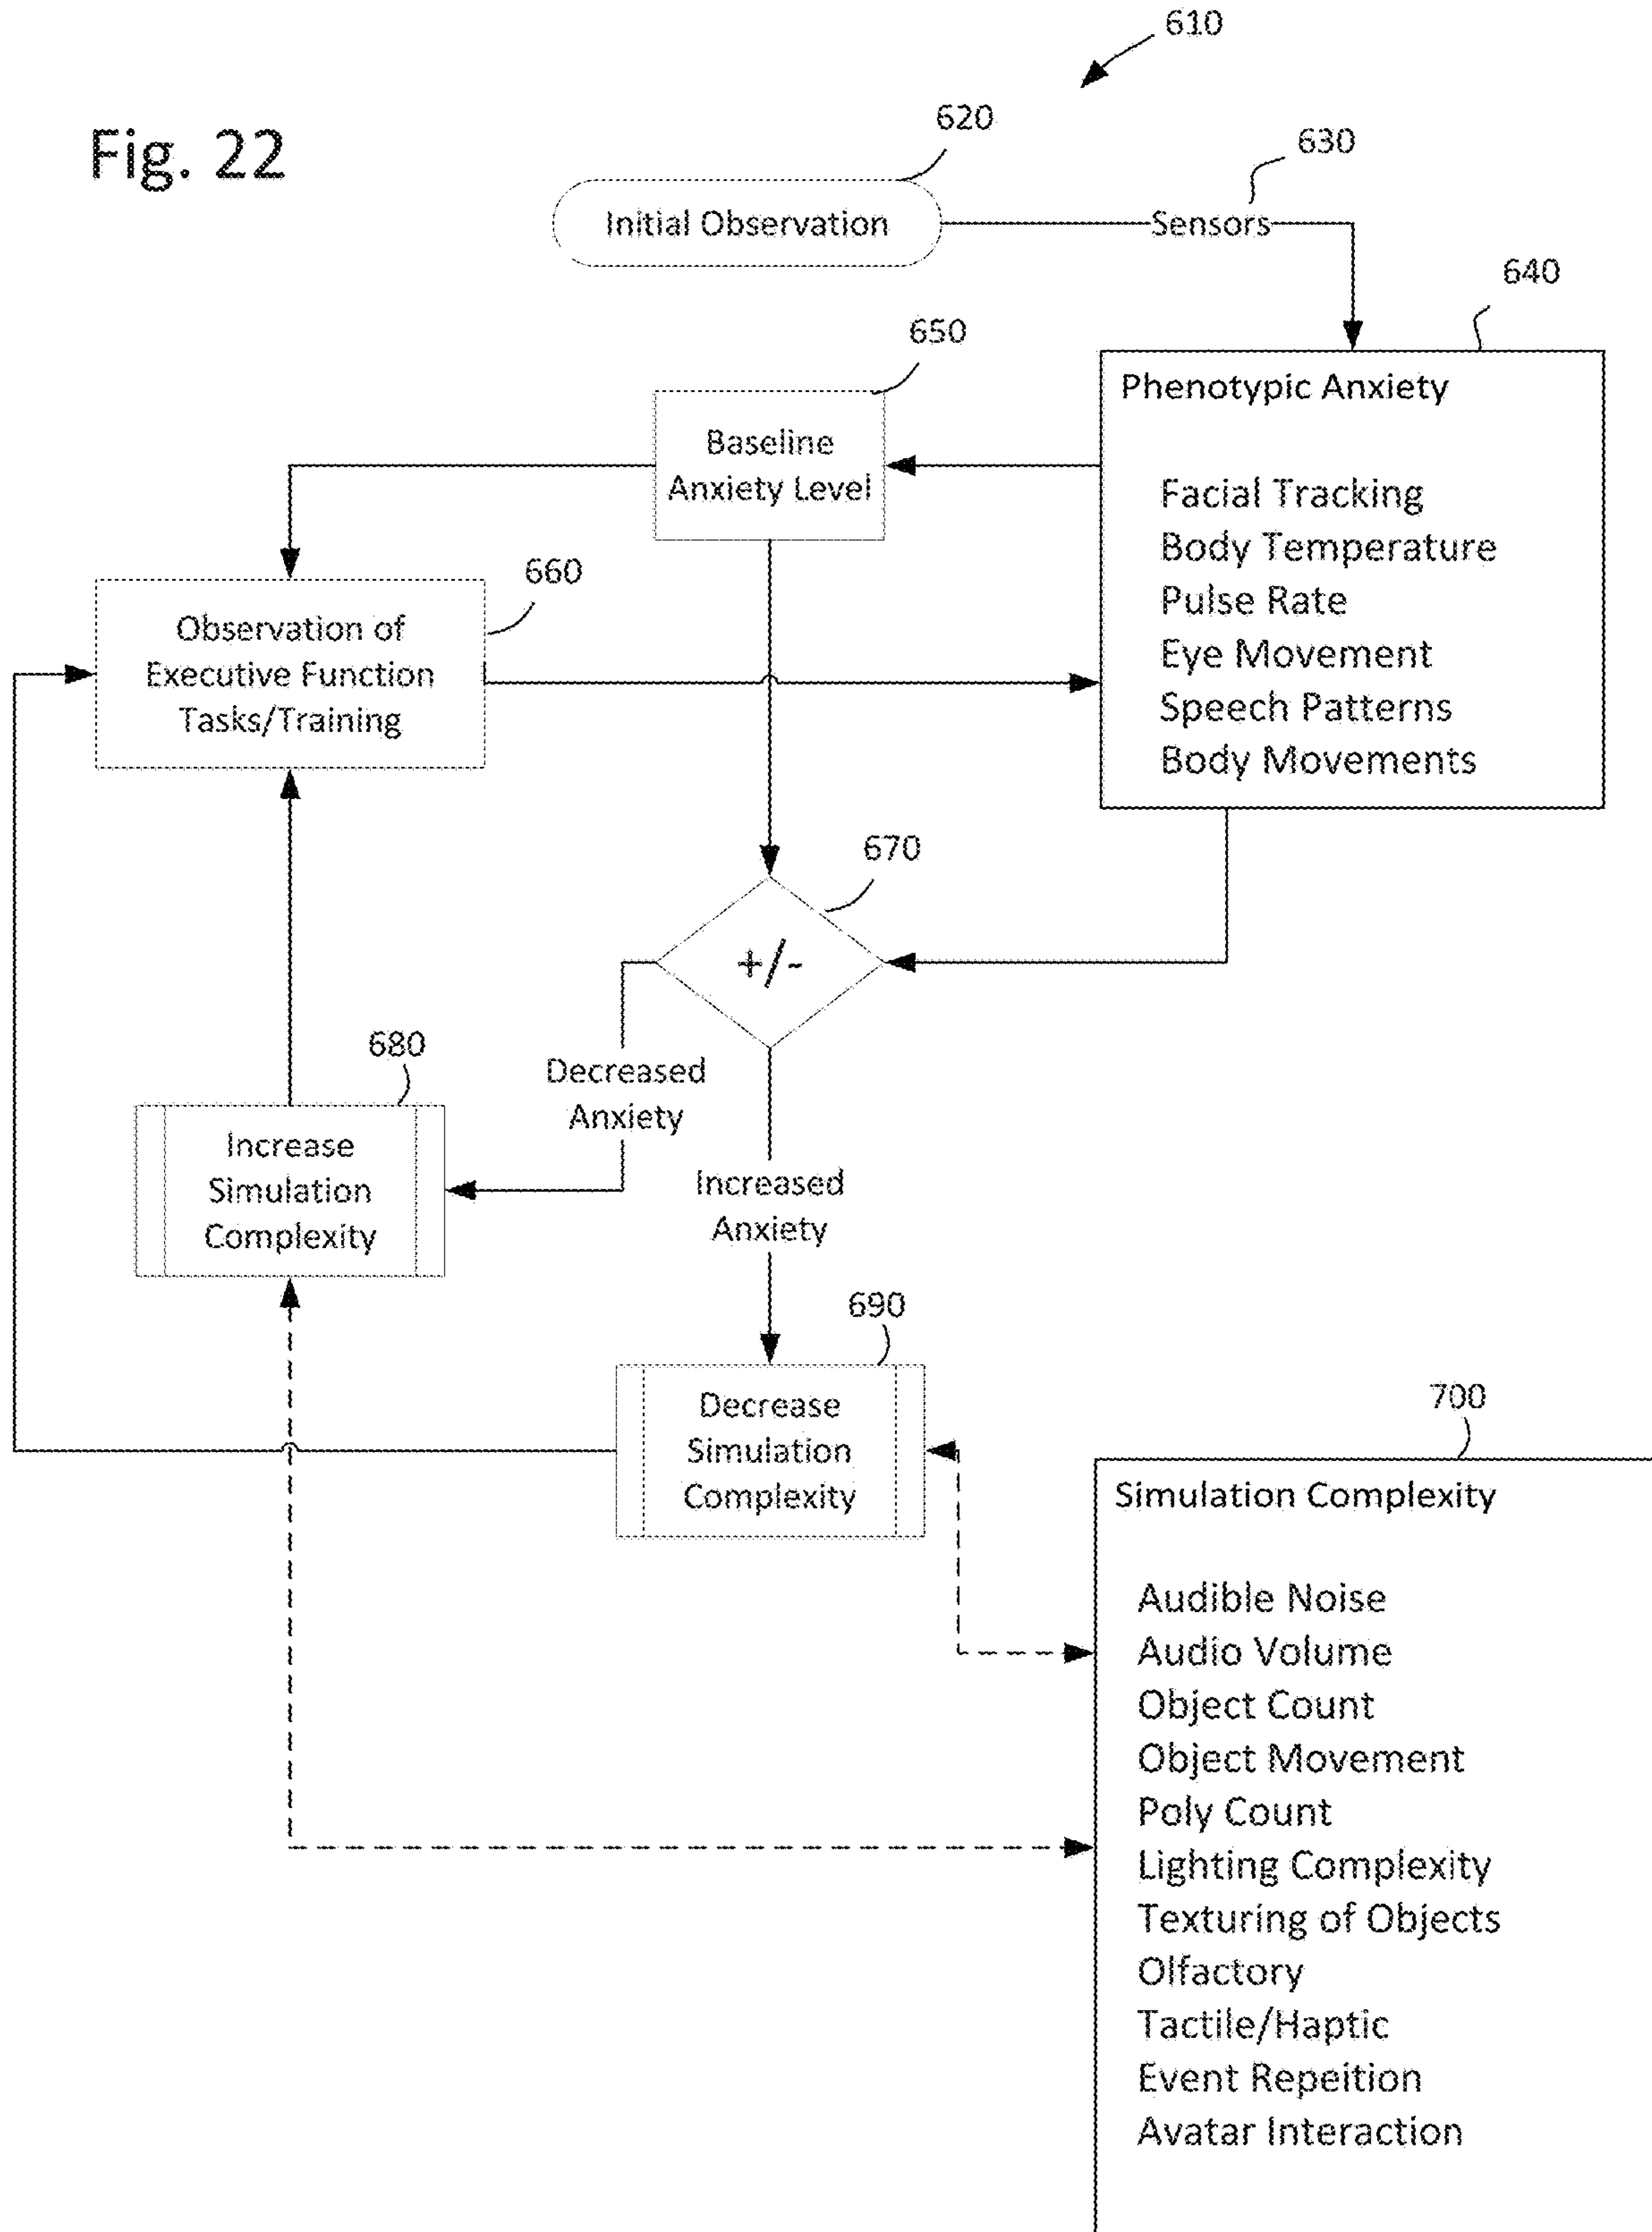 610
Fig. 22
620
630
Initial Observation
Sensors
640
650
Phenotypic Anxiety
Baseline
Anxiety Level
Facial Tracking
Body Temperature
Pulse Rate
Eye Movement
Speech Patterns
Body Movements
660
Observation of
Executive Function
Tasks/Training
670
+/-
680
Decreased
Anxiety
Increase
Simulation
Complexity
Increased
Anxiety
690
Decrease
Simulation
Complexity
700
Simulation Complexity
Audible Noise
Audio Volume
Object Count
Object Movement
Poly Count
Lighting Complexity
Texturing of Objects
Olfactory
Tactile/Haptic
Event Repeition
Avatar Interaction